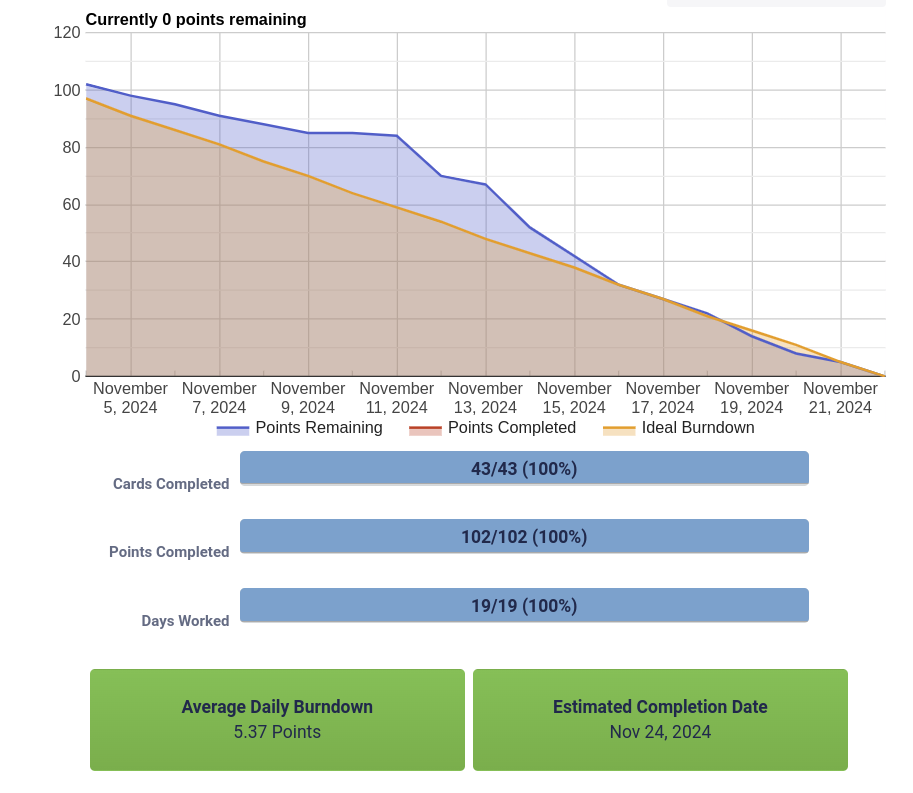 Currently 0 points remaining
120
100
80
60
40
20
0
November 5, 2024
November 7, 2024
November 9, 2024
November 11, 2024
November 13, 2024
November 15, 2024
November 17, 2024
November 19, 2024
November 21, 2024
Points Remaining
Points Completed
Ideal Burndown
Cards Completed
43/43 (100%)
Points Completed
102/102 (100%)
Days Worked
19/19 (100%)
Average Daily Burndown
5.37 Points
Estimated Completion Date
Nov 24, 2024